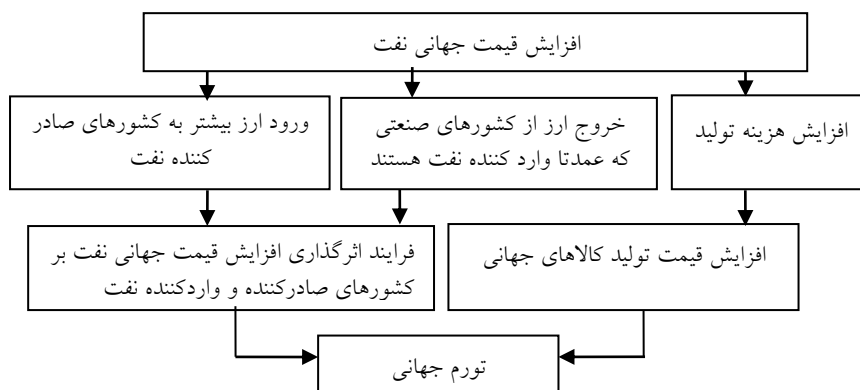 افزایش قیمت جهانی نفت
افزایش هزینه تولید
خروج ارز از کشورهای صنعتی
که عمدتا وارد کننده نفت هستند
ورود ارز بیشتر به کشورهای صادر
کننده نفت
افزایش قیمت تولید کالاهای جهانی
فرایند اثرگذاری افزایش قیمت جهانی نفت بر
کشورهای صادرکننده و واردکننده نفت
تورم جهانی